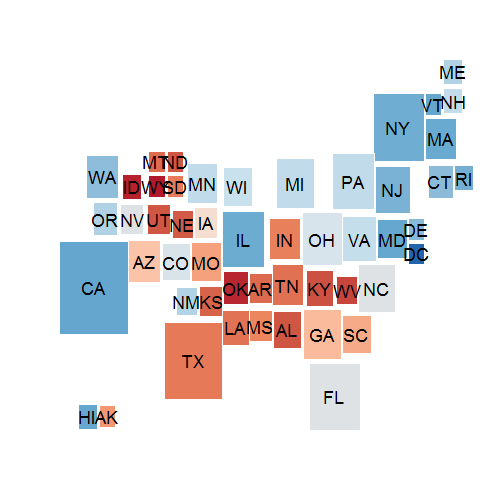 ME
VT NH
NY MA
MT ND
WA ID WY SD MN WI MI PA NJ CT RI
OR NV UT NE IA IL IN OH VA MD DE
DC
AZ CO MO
CA NM KS OK AR TN KY WV NC
TX LA MS AL GA SC
FL
HI AK